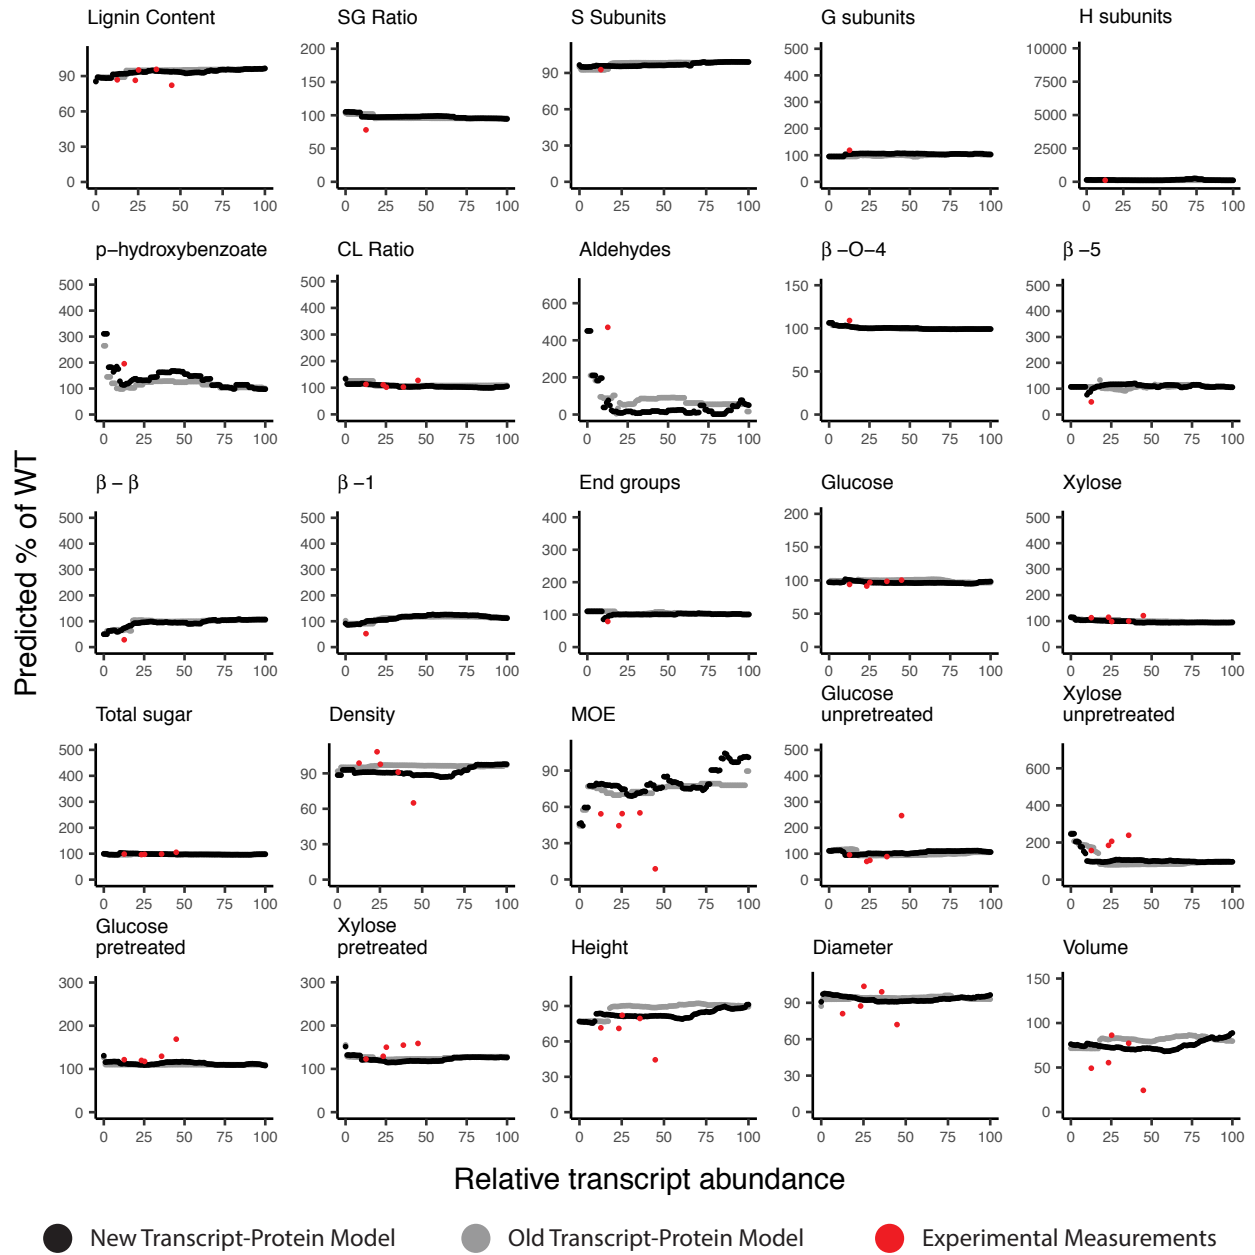 Lignin Content
SG Ratio
S Subunits
G subunits
H subunits
90
60
30
0
0 25 50 75 100
200
150
100
50
0
0 25 50 75 100
90
60
30
0
0 25 50 75 100
500
400
300
200
100
0
0 25 50 75 100
10000
7500
5000
2500
0
0 25 50 75 100
p−hydroxybenzoate
CL Ratio
Aldehydes
β −O−4
β −5
500
400
300
200
100
0
0 25 50 75 100
500
400
300
200
100
0
0 25 50 75 100
600
400
200
0
0 25 50 75 100
150
100
50
0
0 25 50 75 100
500
400
300
200
100
0
0 25 50 75 100
Predicted % of WT
β − β
β −1
End groups
Glucose
Xylose
500
400
300
200
100
0
0 25 50 75 100
500
400
300
200
100
0
0 25 50 75 100
400
300
200
100
0
0 25 50 75 100
200
150
100
50
0
0 25 50 75 100
500
400
300
200
100
0
0 25 50 75 100
Total sugar
Density
MOE
Glucose
unpretreated
Xylose
unpretreated
500
400
300
200
100
0
0 25 50 75 100
90
60
30
0
0 25 50 75 100
90
60
30
0
0 25 50 75 100
500
400
300
200
100
0
0 25 50 75 100
600
400
200
0
0 25 50 75 100
Glucose
pretreated
Xylose
pretreated
Height
Diameter
Volume
300
200
100
0
0 25 50 75 100
300
200
100
0
0 25 50 75 100
90
60
30
0
0 25 50 75 100
90
60
30
0
0 25 50 75 100
150
100
50
0
0 25 50 75 100
Relative transcript abundance
New Transcript-Protein Model
Old Transcript-Protein Model
Experimental Measurements